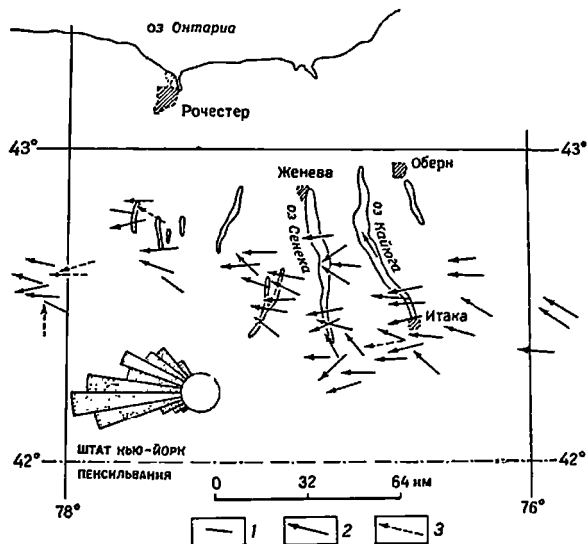 оз Онтарио
Рочестер
43°
43°
Женева
Оберн
оз Сенека
оз Кайюга
Итака
ШТАТ НЬЮ-ЙОРК
42°
42°
ПЕНСИЛЬВАНИЯ
0 32 64 км
78°
76°
1 2 3